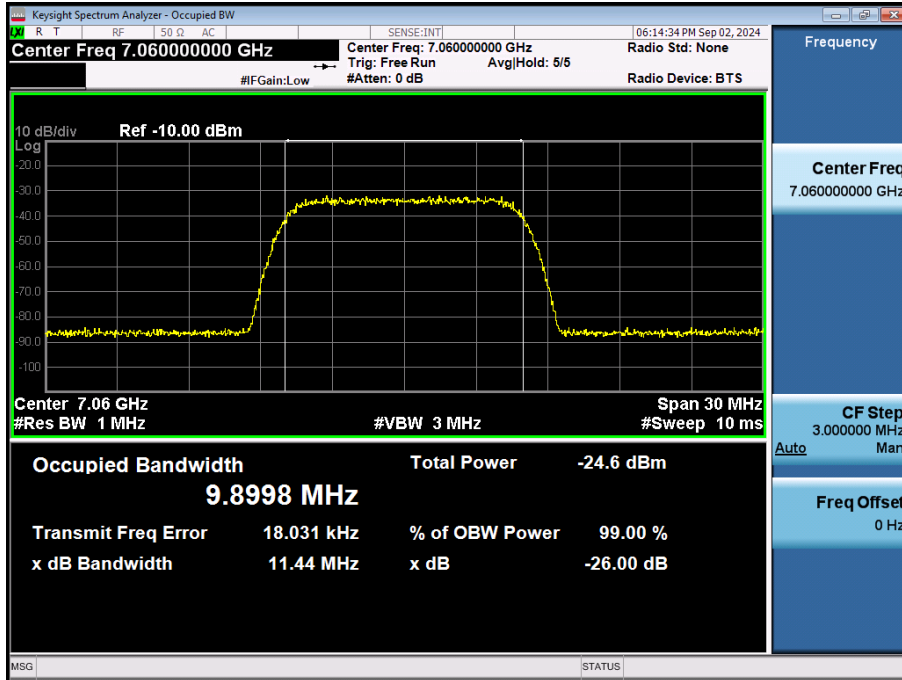 Keysight Spectrum Analyzer - Occupied BW
LXI R T RF 50 Ω AC SENSE:INT 06:14:34 PM Sep 02, 2024
Center Freq 7.060000000 GHz
Center Freq: 7.060000000 GHz
Radio Std: None
Trig: Free Run Avg|Hold: 5/5
#IFGain:Low #Atten: 0 dB Radio Device: BTS
Frequency
10 dB/div Ref -10.00 dBm
Log
-20.0
-30.0
-40.0
-50.0
-60.0
-70.0
-80.0
-90.0
-100
Center 7.06 GHz Span 30 MHz
#Res BW 1 MHz #VBW 3 MHz #Sweep 10 ms
Occupied Bandwidth Total Power -24.6 dBm
9.8998 MHz
Transmit Freq Error 18.031 kHz % of OBW Power 99.00 %
x dB Bandwidth 11.44 MHz x dB -26.00 dB
Center Freq
7.060000000 GHz
CF Step
3.000000 MHz
Auto Man
Freq Offset
0 Hz
MSG STATUS